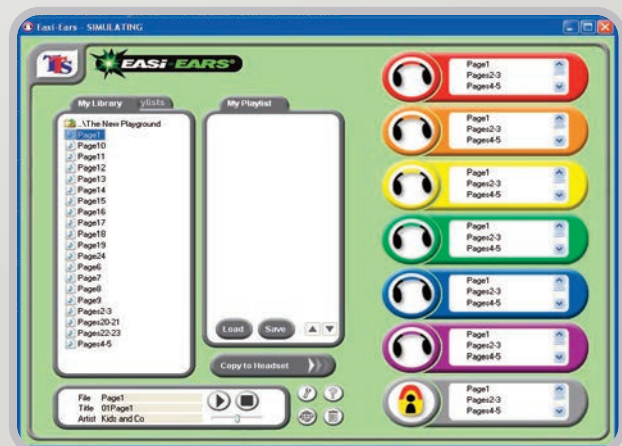 Easi-Ears - SIMULATING
TTS
EASi-EARS®
My Library
ylists
..\The New Playground
Page1
Page10
Page11
Page12
Page13
Page14
Page15
Page16
Page17
Page18
Page19
Page24
Page6
Page7
Page8
Page9
Pages2-3
Pages20-21
Pages22-23
Pages4-5
My Playlist
Load
Save
Copy to Headset
File Page1
Title 01Page1
Artist Kids and Co
?
Page1
Pages2-3
Pages4-5
Page1
Pages2-3
Pages4-5
Page1
Pages2-3
Pages4-5
Page1
Pages2-3
Pages4-5
Page1
Pages2-3
Pages4-5
Page1
Pages2-3
Pages4-5
Page1
Pages2-3
Pages4-5